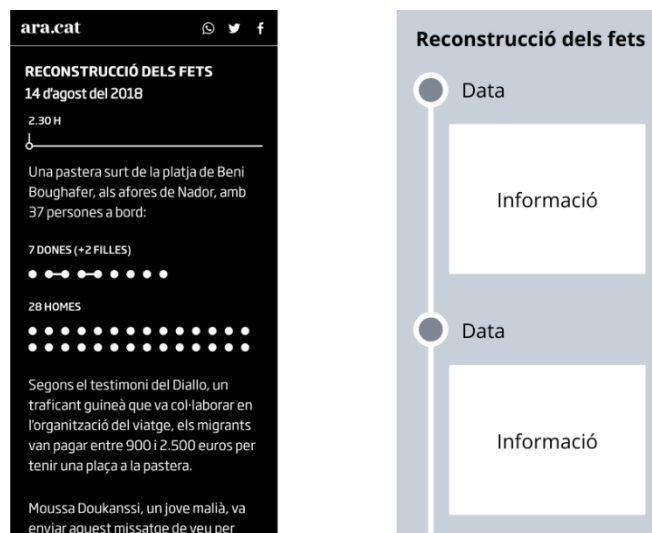 ara.cat
f
RECONSTRUCCIÓ DELS FETS
14 d'agost del 2018
2.30 H
Una pastera surt de la platja de Beni
Boughafer, als afores de Nador, amb
37 persones a bord:
7 DONES (+2 FILLES)
28 HOMES
Segons el testimoni del Diallo, un
traficant guineà que va col·laborar en
l'organització del viatge, els migrants
van pagar entre 900 i 2.500 euros per
tenir una plaça a la pastera.
Moussa Doukanssi, un jove malià, va
enviar aquest missatge de veu per
Reconstrucció dels fets
Data
Informació
Data
Informació